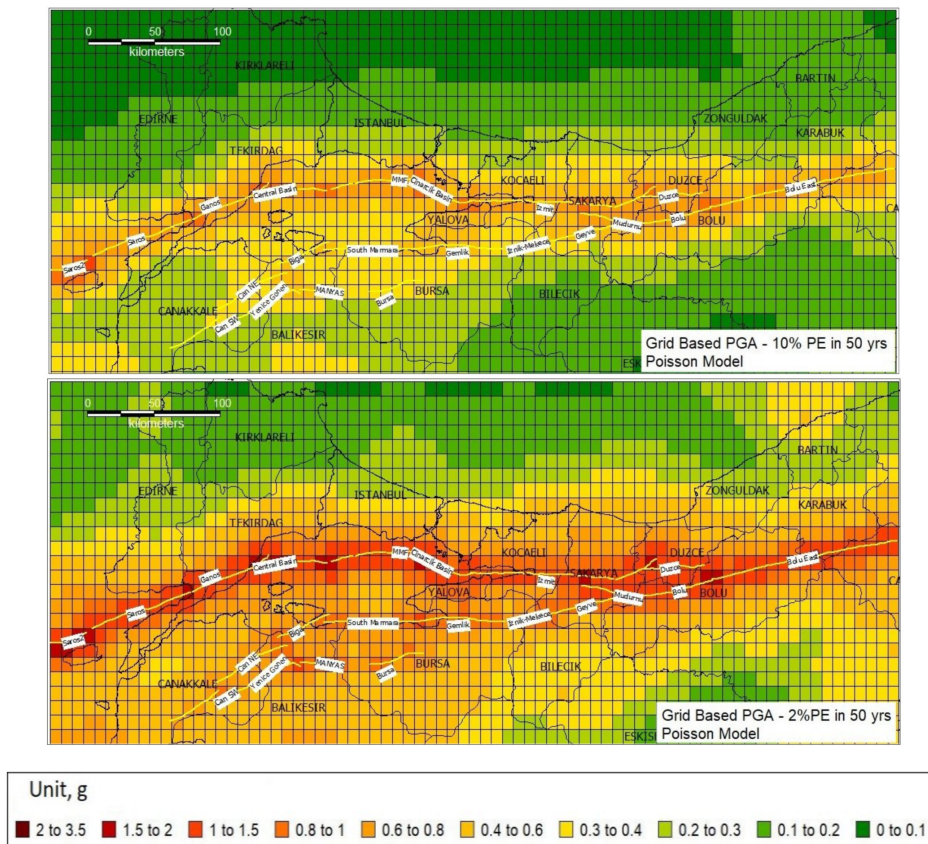 0 50 100
kilometers
KIRKLARELI
BARTIN
EDIRNE
ISTANBUL
ZONGULDAK
KARABUK
TEKIRDAG
MMF
Cinarcik Basin
KOCAELI
DUZCE
Bolu East
Central Basin
SAKARYA
Duzce
Ganos
Izmit
CA
YALOVA
Mudurnu
Bolu
BOLU
Saros
Geyve
South Marmara
Gemlik
Iznik-Mekece
Saros2
Biga
Can NE
MANYAS
BURSA
BILECIK
Yenice Gonen
Bursa
CANAKKALE
Can SW
BALIKESIR
Grid Based PGA - 10% PE in 50 yrs
Poisson Model
ESK
0 50 100
kilometers
KIRKLARELI
BARTIN
EDIRNE
ISTANBUL
ZONGULDAK
KARABUK
TEKIRDAG
MMF
Cinarcik Basin
KOCAELI
DUZCE
Bolu East
Central Basin
SAKARYA
Duzce
Ganos
Izmit
CA
YALOVA
Mudurnu
Bolu
BOLU
Saros
Geyve
South Marmara
Gemlik
Iznik-Mekece
Saros2
Biga
Can NE
MANYAS
BURSA
BILECIK
Yenice Gonen
Bursa
CANAKKALE
Can SW
BALIKESIR
Grid Based PGA - 2%PE in 50 yrs
Poisson Model
ESKIS
Unit, g
2 to 3.5 1.5 to 2 1 to 1.5 0.8 to 1 0.6 to 0.8 0.4 to 0.6 0.3 to 0.4 0.2 to 0.3 0.1 to 0.2 0 to 0.1